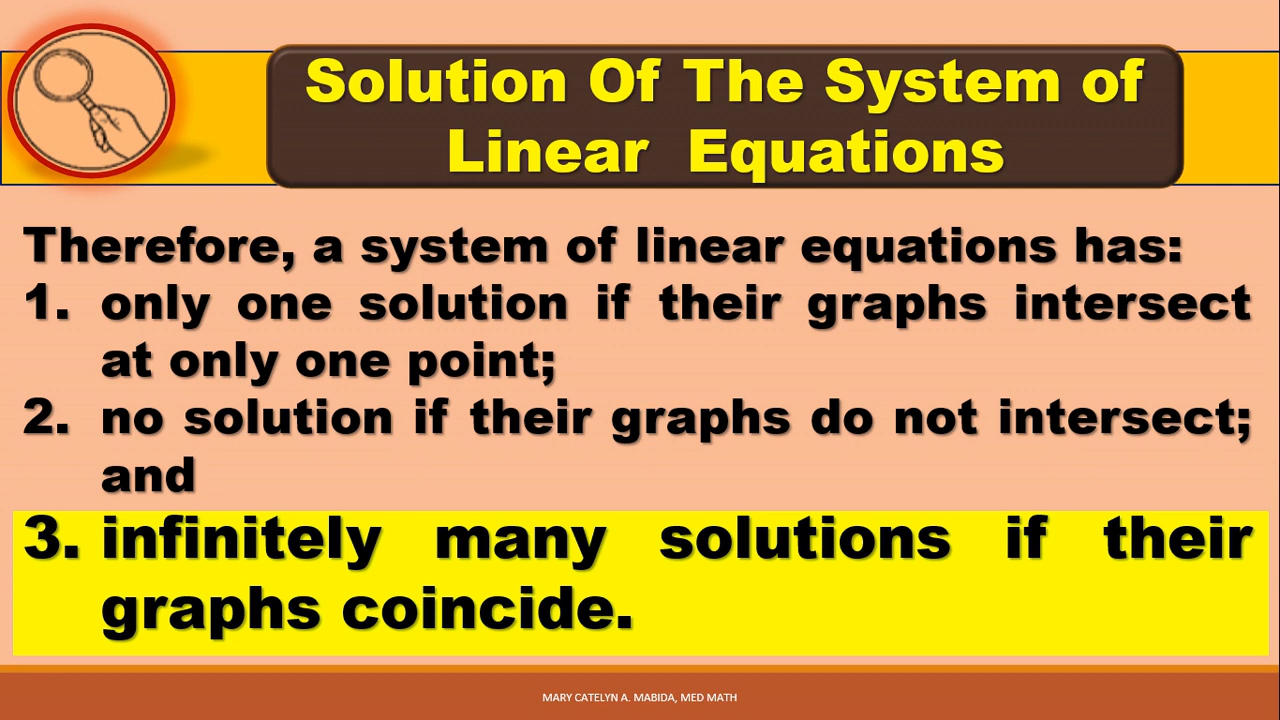 Solution Of The System of
Linear Equations
Therefore, a system of linear equations has:
1. only one solution if their graphs intersect
at only one point;
2. no solution if their graphs do not intersect;
and
3. infinitely many solutions if their
graphs coincide.
MARY CATELYN A. MABIDA, MED MATH